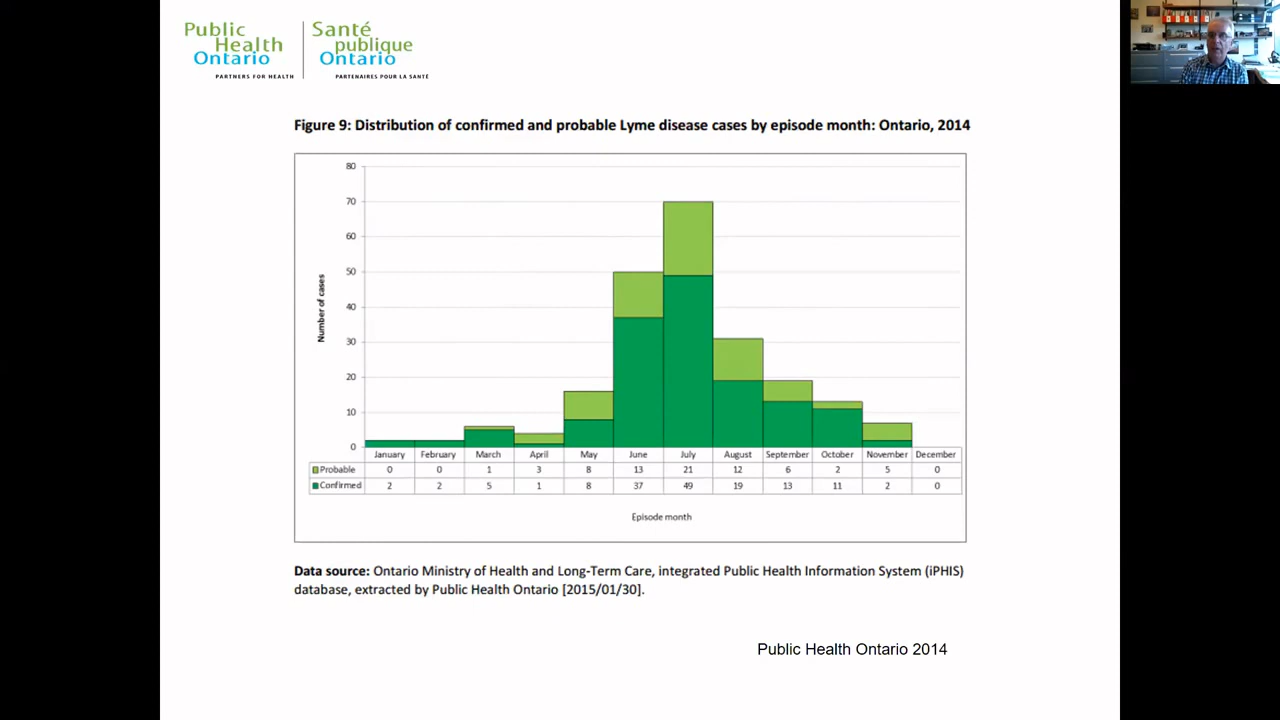 Public
Health
Ontario
PARTNERS FOR HEALTH
Santé
publique
Ontario
PARTENAIRES POUR LA SANTÉ
Figure 9: Distribution of confirmed and probable Lyme disease cases by episode month: Ontario, 2014
80
70
60
50
40
30
20
10
0
Number of cases
January February March April May June July August September October November December
Probable 0 0 1 3 8 13 21 12 6 2 5 0
Confirmed 2 2 5 1 8 37 49 19 13 11 2 0
Episode month
Data source: Ontario Ministry of Health and Long-Term Care, integrated Public Health Information System (iPHIS)
database, extracted by Public Health Ontario [2015/01/30].
Public Health Ontario 2014